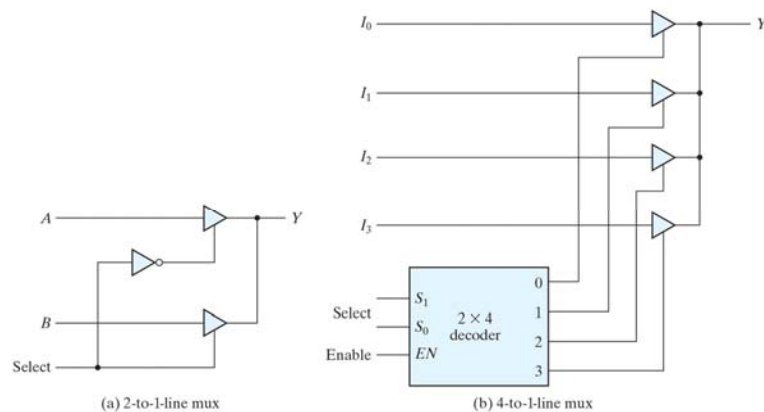 I0
Y
I1
I2
I3
A
Y
B
Select
(a) 2-to-1-line mux
Select
Enable
S1
S0
EN
2 × 4
decoder
0
1
2
3
(b) 4-to-1-line mux